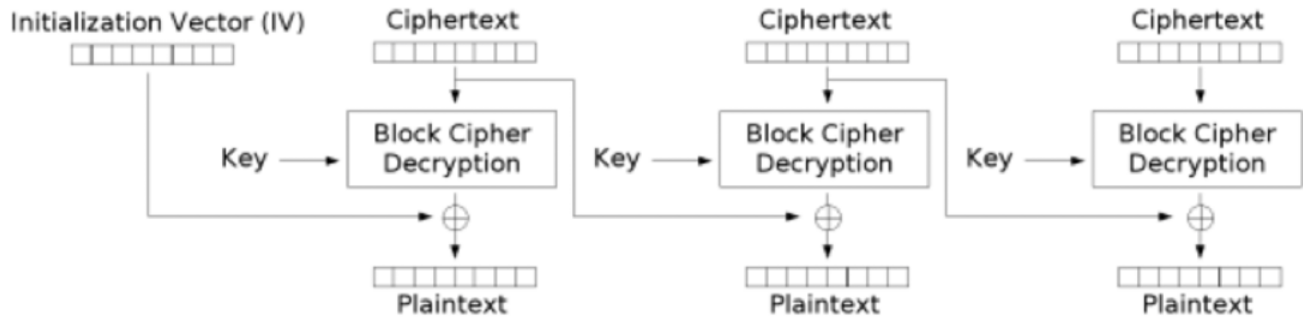 Initialization Vector (IV)
Ciphertext
Ciphertext
Ciphertext
Key
Block Cipher
Decryption
Key
Block Cipher
Decryption
Key
Block Cipher
Decryption
Plaintext
Plaintext
Plaintext